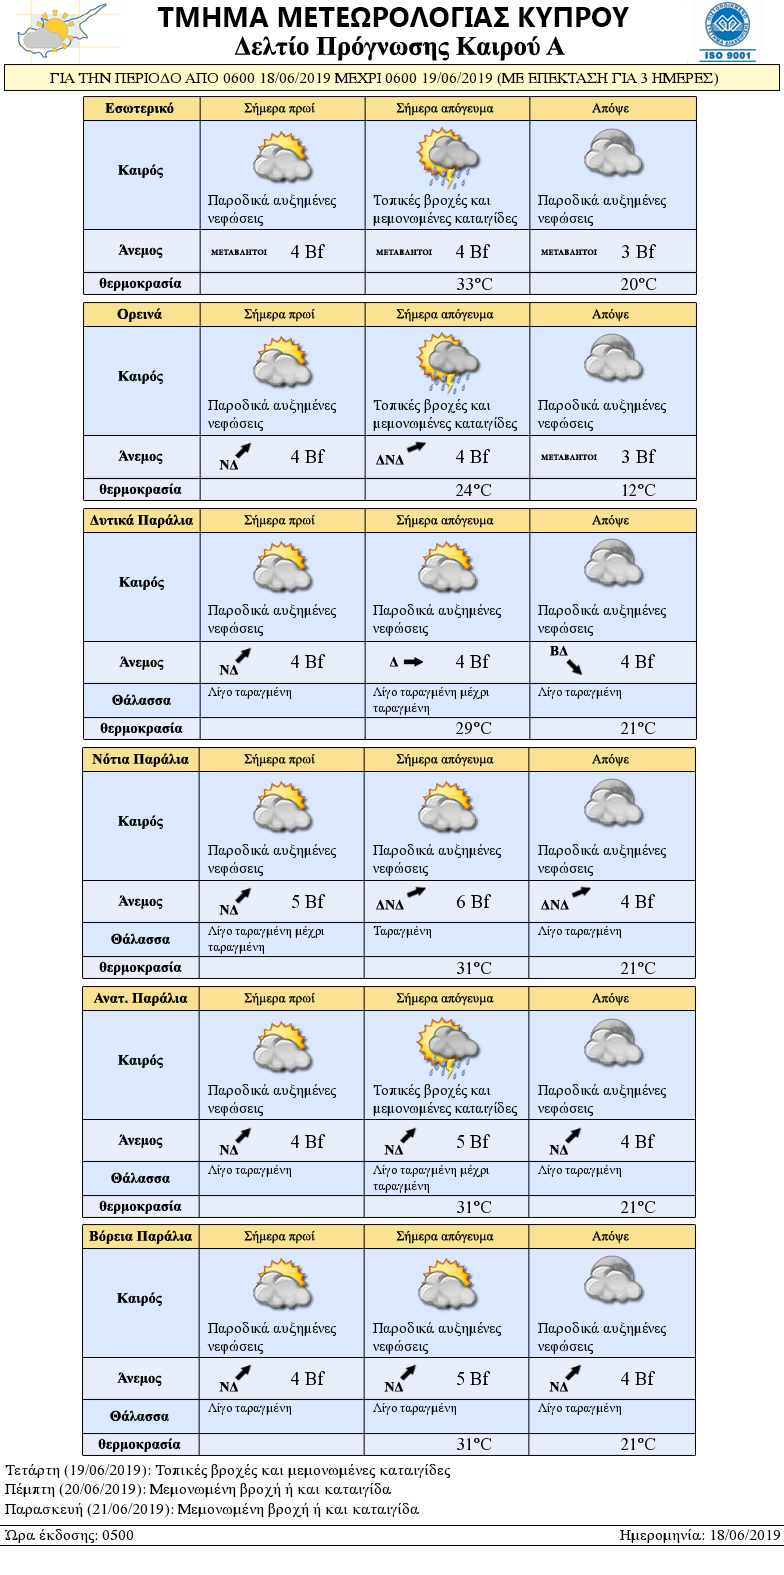 ΤΜΗΜΑ ΜΕΤΕΩΡΟΛΟΓΙΑΣ ΚΥΠΡΟΥ
Δελτίο Πρόγνωσης Καιρού Α
ISO 9001
ΓΙΑ ΤΗΝ ΠΕΡΙΟΔΟ ΑΠΟ 0600 18/06/2019 ΜΕΧΡΙ 0600 19/06/2019 (ΜΕ ΕΠΕΚΤΑΣΗ ΓΙΑ 3 ΗΜΕΡΕΣ)
Εσωτερικό Σήμερα πρωί Σήμερα απόγευμα Απόψε
Καιρός
Παροδικά αυξημένες Τοπικές βροχές και Παροδικά αυξημένες
νεφώσεις μεμονωμένες καταιγίδες νεφώσεις
Άνεμος ΜΕΤΑΒΛΗΤΟΙ 4 Bf ΜΕΤΑΒΛΗΤΟΙ 4 Bf ΜΕΤΑΒΛΗΤΟΙ 3 Bf
θερμοκρασία 33°C 20°C
Ορεινά Σήμερα πρωί Σήμερα απόγευμα Απόψε
Καιρός
Παροδικά αυξημένες Τοπικές βροχές και Παροδικά αυξημένες
νεφώσεις μεμονωμένες καταιγίδες νεφώσεις
Άνεμος ΝΔ 4 Bf ΔΝΔ 4 Bf ΜΕΤΑΒΛΗΤΟΙ 3 Bf
θερμοκρασία 24°C 12°C
Δυτικά Παράλια Σήμερα πρωί Σήμερα απόγευμα Απόψε
Καιρός
Παροδικά αυξημένες Παροδικά αυξημένες Παροδικά αυξημένες
νεφώσεις νεφώσεις νεφώσεις
Άνεμος ΝΔ 4 Bf Δ 4 Bf ΒΔ 4 Bf
Θάλασσα Λίγο ταραγμένη Λίγο ταραγμένη μέχρι Λίγο ταραγμένη
ταραγμένη
θερμοκρασία 29°C 21°C
Νότια Παράλια Σήμερα πρωί Σήμερα απόγευμα Απόψε
Καιρός
Παροδικά αυξημένες Παροδικά αυξημένες Παροδικά αυξημένες
νεφώσεις νεφώσεις νεφώσεις
Άνεμος ΝΔ 5 Bf ΔΝΔ 6 Bf ΔΝΔ 4 Bf
Θάλασσα Λίγο ταραγμένη μέχρι Ταραγμένη Λίγο ταραγμένη
ταραγμένη
θερμοκρασία 31°C 21°C
Ανατ. Παράλια Σήμερα πρωί Σήμερα απόγευμα Απόψε
Καιρός
Παροδικά αυξημένες Τοπικές βροχές και Παροδικά αυξημένες
νεφώσεις μεμονωμένες καταιγίδες νεφώσεις
Άνεμος ΝΔ 4 Bf ΝΔ 5 Bf ΝΔ 4 Bf
Θάλασσα Λίγο ταραγμένη Λίγο ταραγμένη μέχρι Λίγο ταραγμένη
ταραγμένη
θερμοκρασία 31°C 21°C
Βόρεια Παράλια Σήμερα πρωί Σήμερα απόγευμα Απόψε
Καιρός
Παροδικά αυξημένες Παροδικά αυξημένες Παροδικά αυξημένες
νεφώσεις νεφώσεις νεφώσεις
Άνεμος ΝΔ 4 Bf ΝΔ 5 Bf ΝΔ 4 Bf
Θάλασσα Λίγο ταραγμένη Λίγο ταραγμένη Λίγο ταραγμένη
θερμοκρασία 31°C 21°C
Τετάρτη (19/06/2019): Τοπικές βροχές και μεμονωμένες καταιγίδες
Πέμπτη (20/06/2019): Μεμονωμένη βροχή ή και καταιγίδα
Παρασκευή (21/06/2019): Μεμονωμένη βροχή ή και καταιγίδα
Ώρα έκδοσης: 0500 Ημερομηνία: 18/06/2019